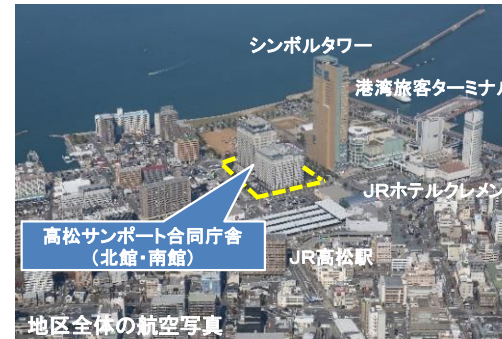 シンボルタワー
港湾旅客ターミナル
JRホテルクレメン
高松サンポート合同庁舎
(北館・南館)
JR高松駅
地区全体の航空写真